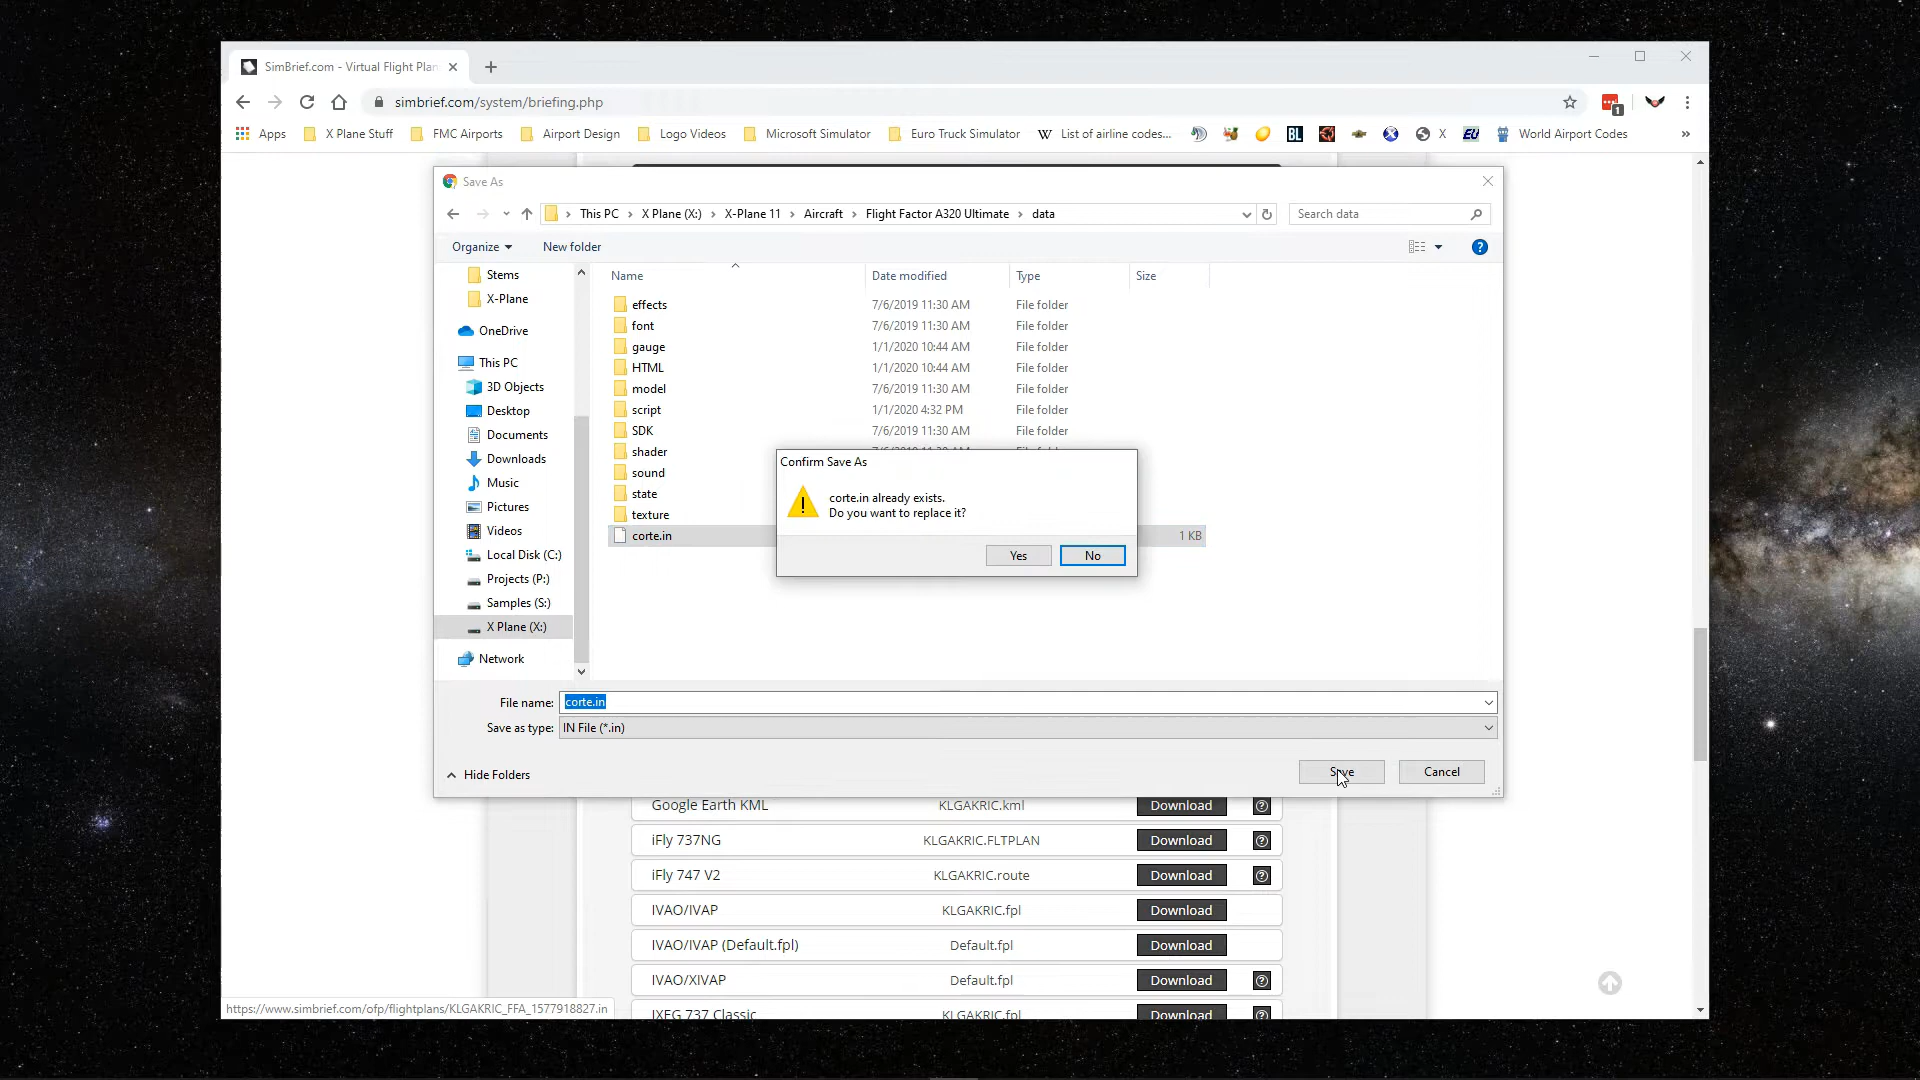 SimBrief.com - Virtual Flight Plan
simbrief.com/system/briefing.php
1
Apps
X Plane Stuff
FMC Airports
Airport Design
Logo Videos
Microsoft Simulator
Euro Truck Simulator
W
List of airline codes...
BL
X
EU
World Airport Codes
»
Save As
This PC > X Plane (X:) > X-Plane 11 > Aircraft > Flight Factor A320 Ultimate > data
Search data
Organize
New folder
?
Stems
X-Plane
OneDrive
This PC
3D Objects
Desktop
Documents
Downloads
Music
Pictures
Videos
Local Disk (C:)
Projects (P:)
Samples (S:)
X Plane (X:)
Network
Name Date modified Type Size
effects 7/6/2019 11:30 AM File folder
font 7/6/2019 11:30 AM File folder
gauge 1/1/2020 10:44 AM File folder
HTML 1/1/2020 10:44 AM File folder
model 7/6/2019 11:30 AM File folder
script 1/1/2020 4:32 PM File folder
SDK 7/6/2019 11:30 AM File folder
shader
sound
state
texture
corte.in 1 KB
Confirm Save As
corte.in already exists.
Do you want to replace it?
Yes
No
File name: corte.in
Save as type: IN File (*.in)
Hide Folders
Save
Cancel
Google Earth KML KLGAKRIC.kml Download ?
iFly 737NG KLGAKRIC.FLTPLAN Download ?
iFly 747 V2 KLGAKRIC.route Download ?
IVAO/IVAP KLGAKRIC.fpl Download
IVAO/IVAP (Default.fpl) Default.fpl Download
IVAO/XIVAP Default.fpl Download ?
IXEG 737 Classic KLGAKRIC.fpl Download ?
https://www.simbrief.com/ofp/flightplans/KLGAKRIC_FFA_1577918827.in